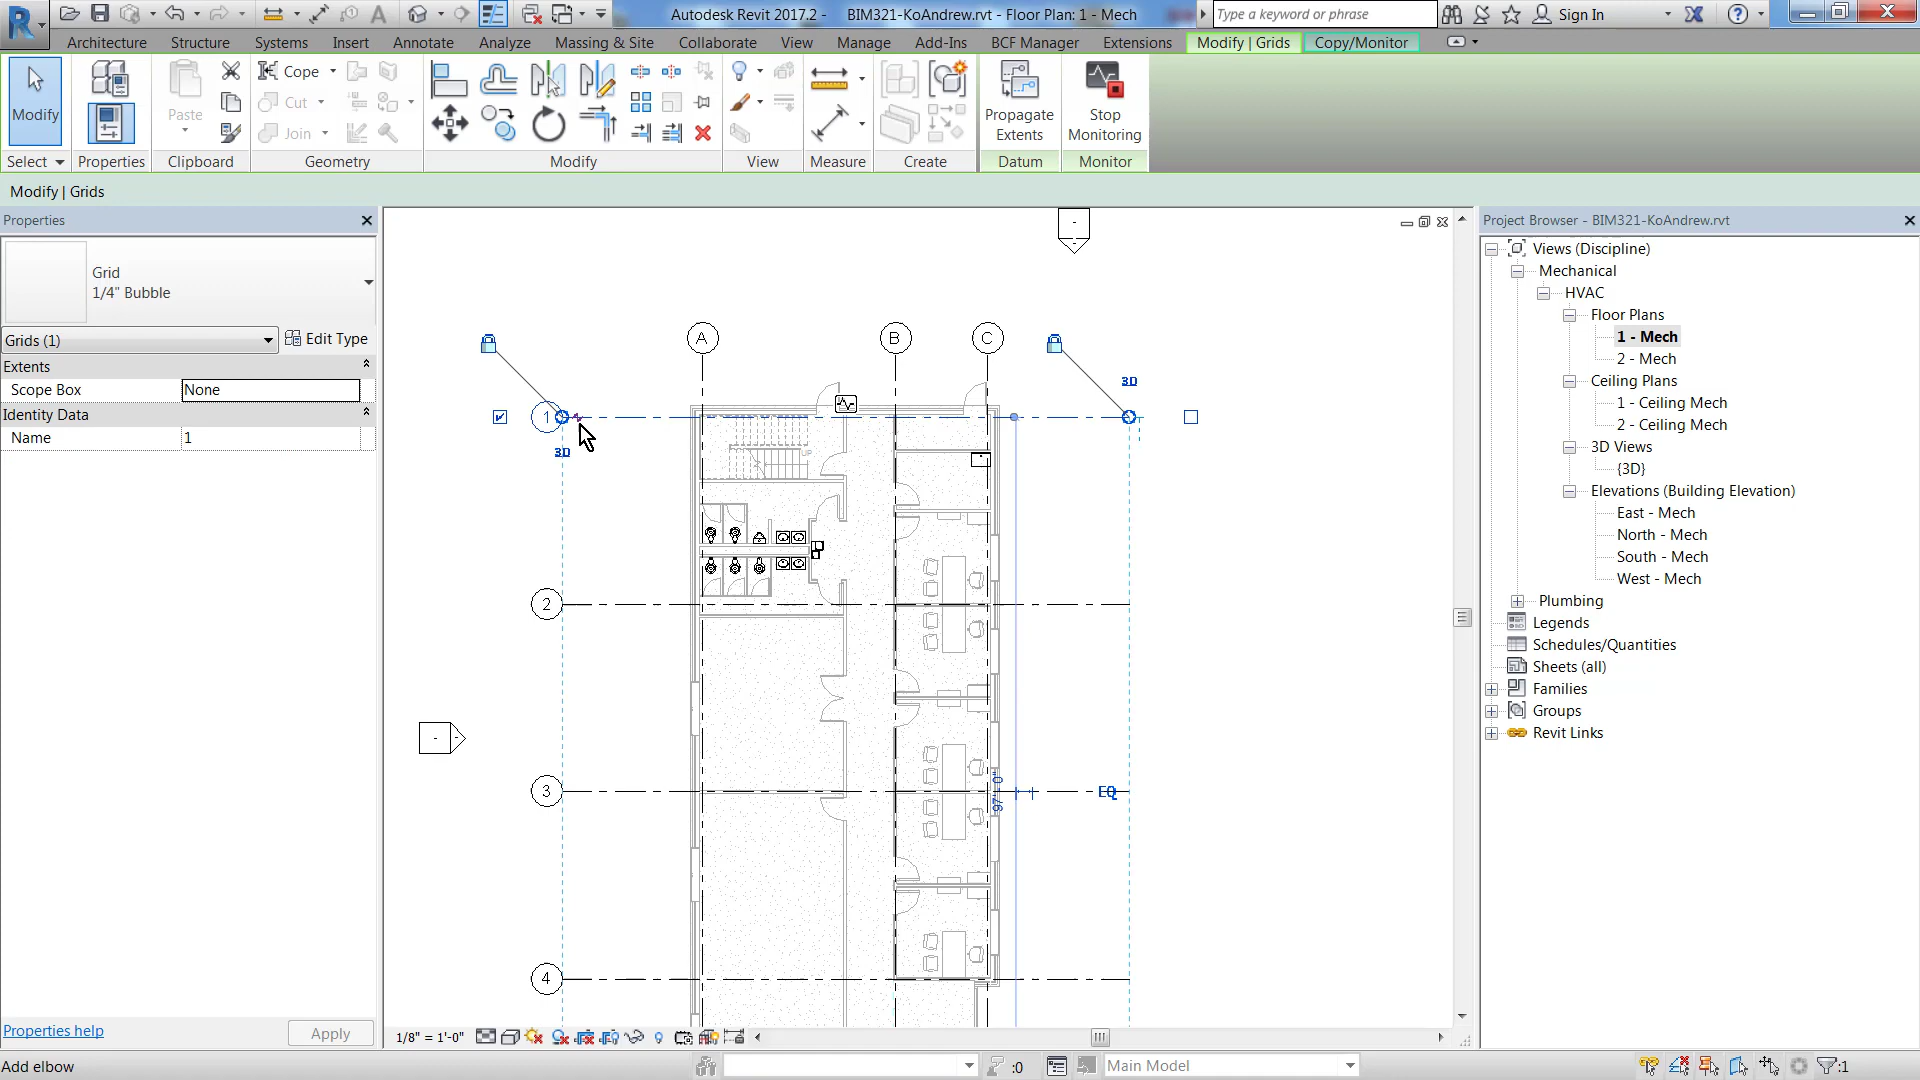 Autodesk Revit 2017.2 - BIM321-KoAndrew.rvt - Floor Plan: 1 - Mech
Type a keyword or phrase
Sign In
Architecture Structure Systems Insert Annotate Analyze Massing & Site Collaborate View Manage Add-Ins BCF Manager Extensions Modify | Grids Copy/Monitor
Modify
Paste
Cope
Cut
Join
Propagate Extents
Stop Monitoring
Select Properties Clipboard Geometry Modify View Measure Create Datum Monitor
Modify | Grids
Properties
Grid
1/4" Bubble
Grids (1)
Edit Type
Extents
Scope Box None
Identity Data
Name 1
Properties help
Apply
A B C
3D
1
3D
UP
2
3
97' - 0"
EQ
4
1/8" = 1'-0"
Project Browser - BIM321-KoAndrew.rvt
Views (Discipline)
Mechanical
HVAC
Floor Plans
1 - Mech
2 - Mech
Ceiling Plans
1 - Ceiling Mech
2 - Ceiling Mech
3D Views
{3D}
Elevations (Building Elevation)
East - Mech
North - Mech
South - Mech
West - Mech
Plumbing
Legends
Schedules/Quantities
Sheets (all)
Families
Groups
Revit Links
Add elbow
:0
Main Model
:1